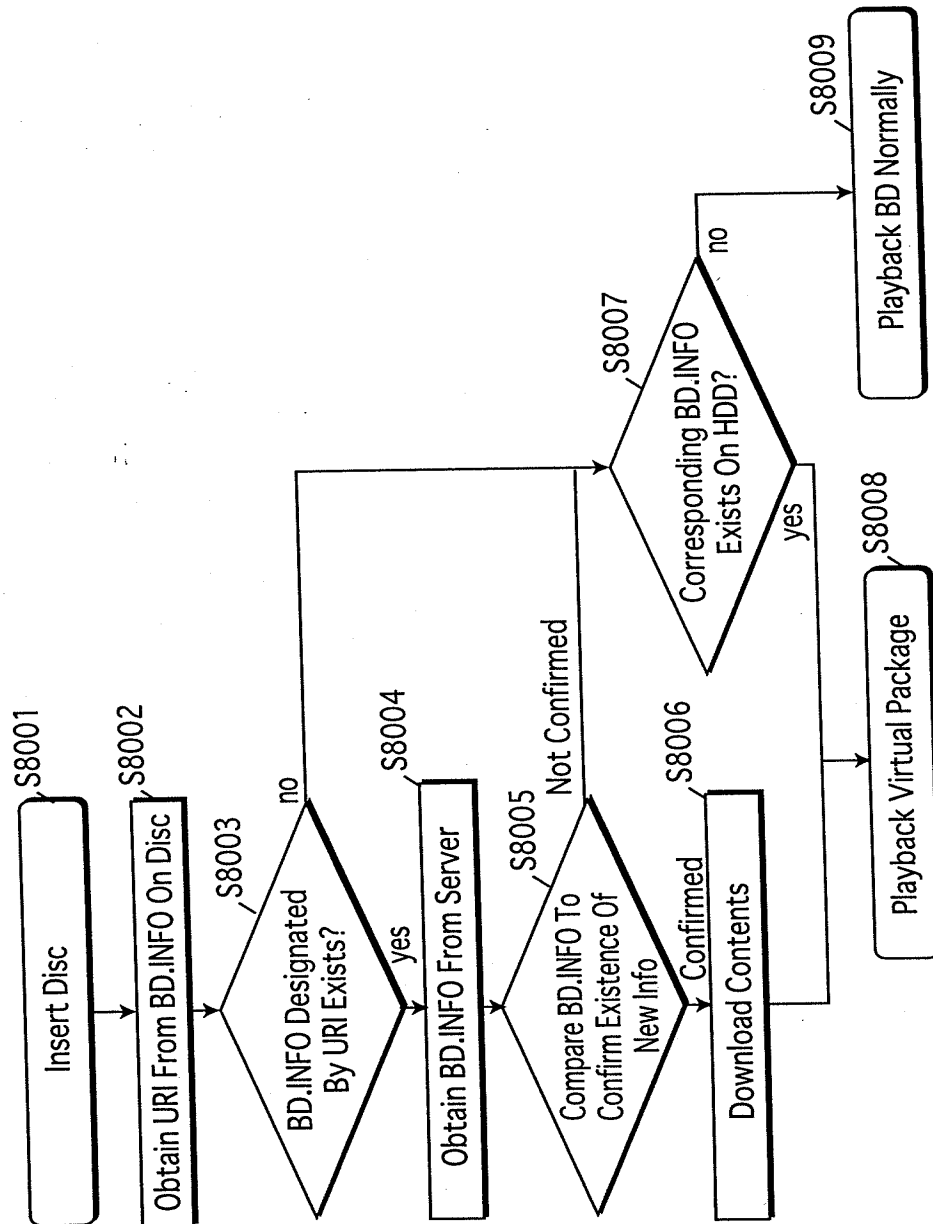 S8001
Insert Disc
S8002
Obtain URI From BD.INFO On Disc
S8003
BD.INFO Designated
By URI Exists?
no
yes
S8004
Obtain BD.INFO From Server
S8005
Compare BD.INFO To
Confirm Existence Of
New Info
Not Confirmed
Confirmed
S8006
Download Contents
S8007
Corresponding BD.INFO
Exists On HDD?
no
yes
S8008
Playback Virtual Package
S8009
Playback BD Normally